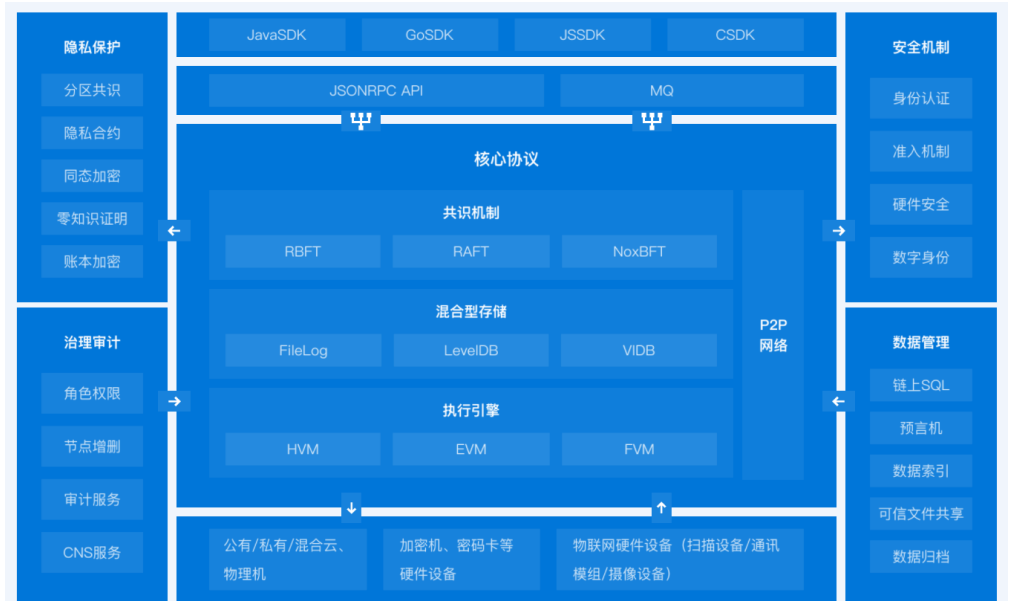 隐私保护
分区共识
隐私合约
同态加密
零知识证明
账本加密
治理审计
角色权限
节点增删
审计服务
CNS服务
JavaSDK
GoSDK
JSSDK
CSDK
JSONRPC API
MQ
核心协议
共识机制
RBFT
RAFT
NoxBFT
混合型存储
FileLog
LevelDB
VIDB
执行引擎
HVM
EVM
FVM
P2P
网络
公有/私有/混合云、
物理机
加密机、密码卡等
硬件设备
物联网硬件设备（扫描设备/通讯
模组/摄像设备）
安全机制
身份认证
准入机制
硬件安全
数字身份
数据管理
链上SQL
预言机
数据索引
可信文件共享
数据归档